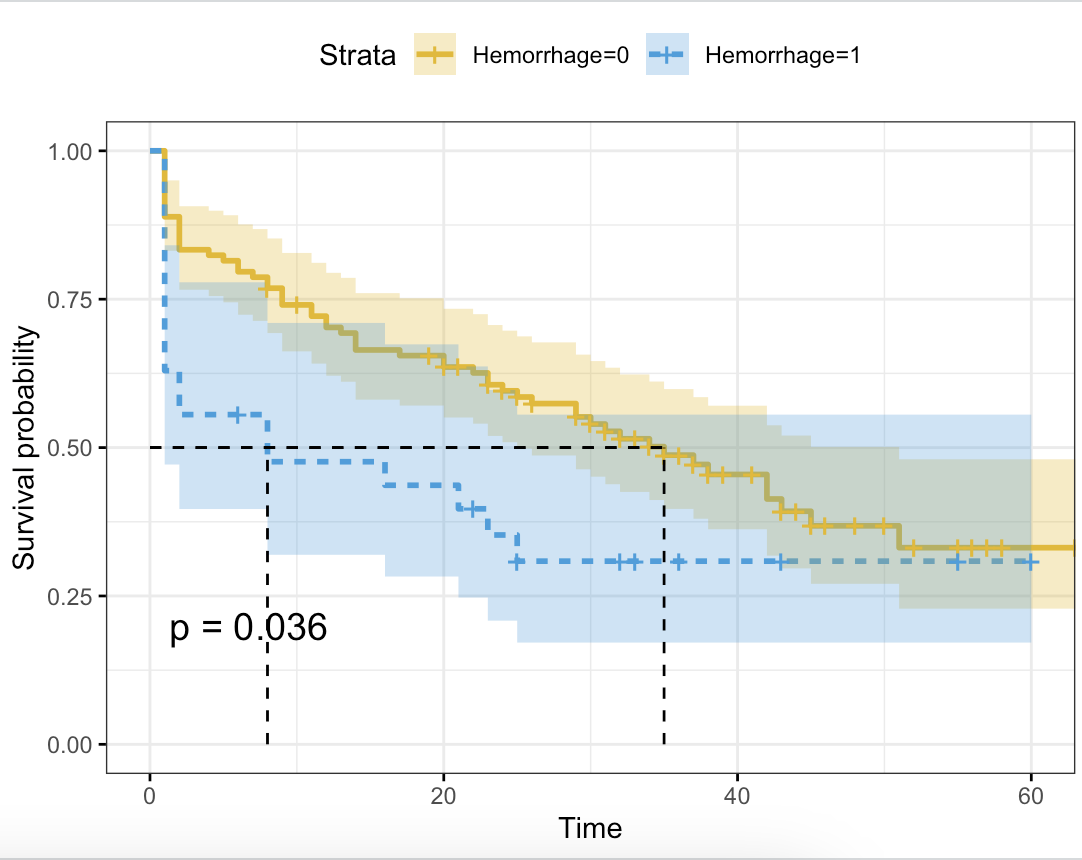 Strata Hemorrhage=0 Hemorrhage=1
1.00
0.75
0.50
0.25
0.00
Survival probability
p = 0.036
0 20 40 60
Time